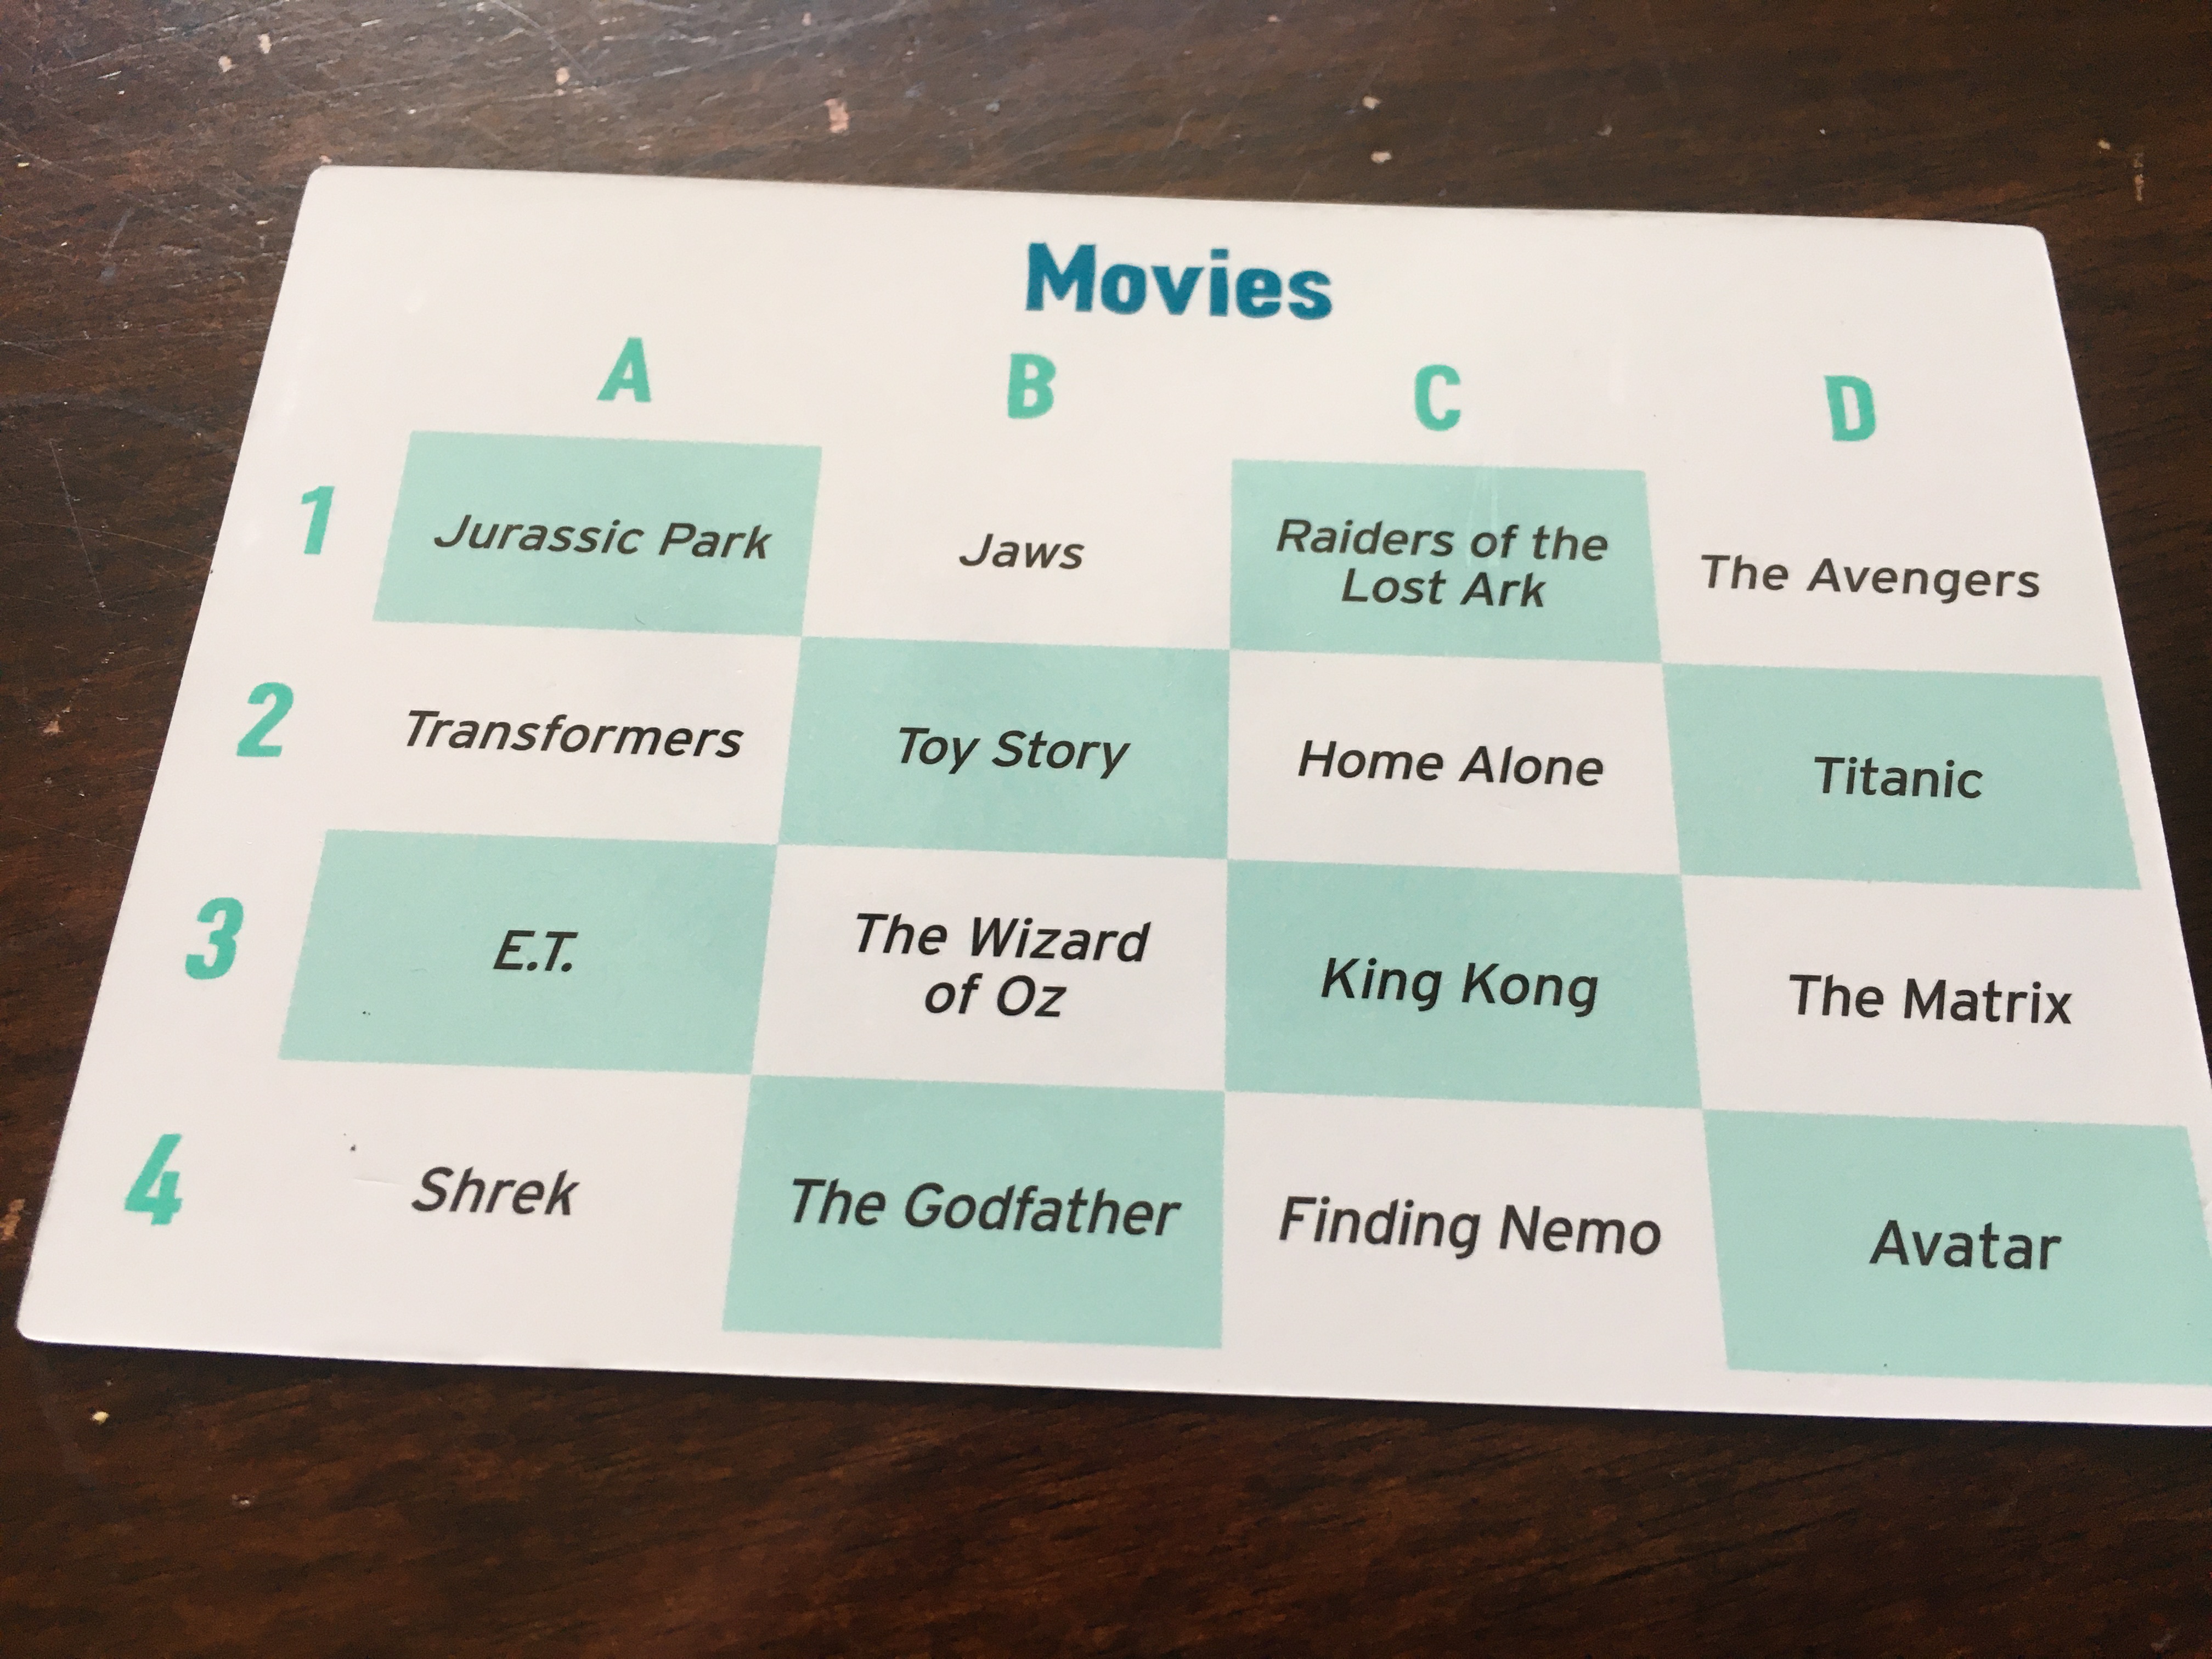 Movies
A B C D
1 Jurassic Park Jaws Raiders of the The Avengers
Lost Ark
2 Transformers Toy Story Home Alone Titanic
3 E.T. The Wizard King Kong The Matrix
of Oz
4 Shrek The Godfather Finding Nemo Avatar